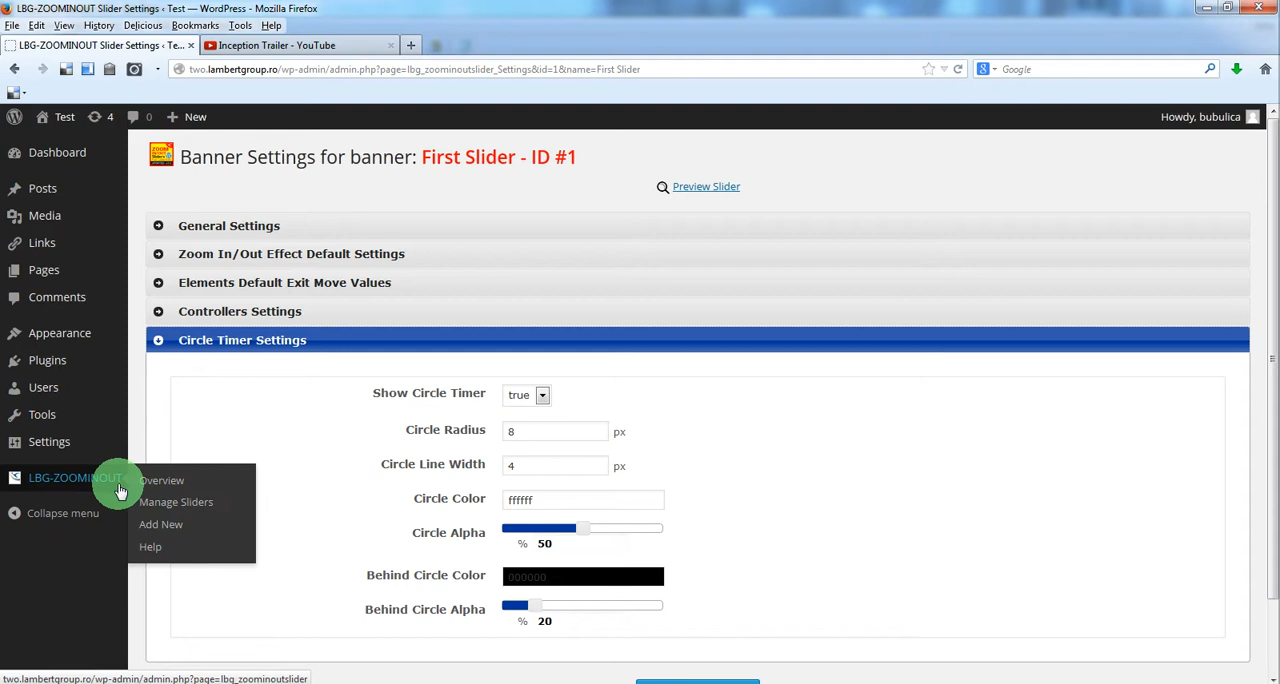 LBG-ZOOMINOUT Slider Settings ‹ Test — WordPress - Mozilla Firefox
File Edit View History Delicious Bookmarks Tools Help
LBG-ZOOMINOUT Slider Settings ‹ Te... × Inception Trailer - YouTube × +
two.lambertgroup.ro/wp-admin/admin.php?page=lbg_zoominoutslider_Settings&id=1&name=First Slider
Google
Test 4 0 + New Howdy, bubulica
Dashboard
Posts
Media
Links
Pages
Comments
Appearance
Plugins
Users
Tools
Settings
LBG-ZOOMINOUT
Collapse menu
Overview
Manage Sliders
Add New
Help
Banner Settings for banner: First Slider - ID #1
Preview Slider
General Settings
Zoom In/Out Effect Default Settings
Elements Default Exit Move Values
Controllers Settings
Circle Timer Settings
Show Circle Timer true
Circle Radius 8 px
Circle Line Width 4 px
Circle Color ffffff
Circle Alpha
% 50
Behind Circle Color 000000
Behind Circle Alpha
% 20
two.lambertgroup.ro/wp-admin/admin.php?page=lbg_zoominoutslider